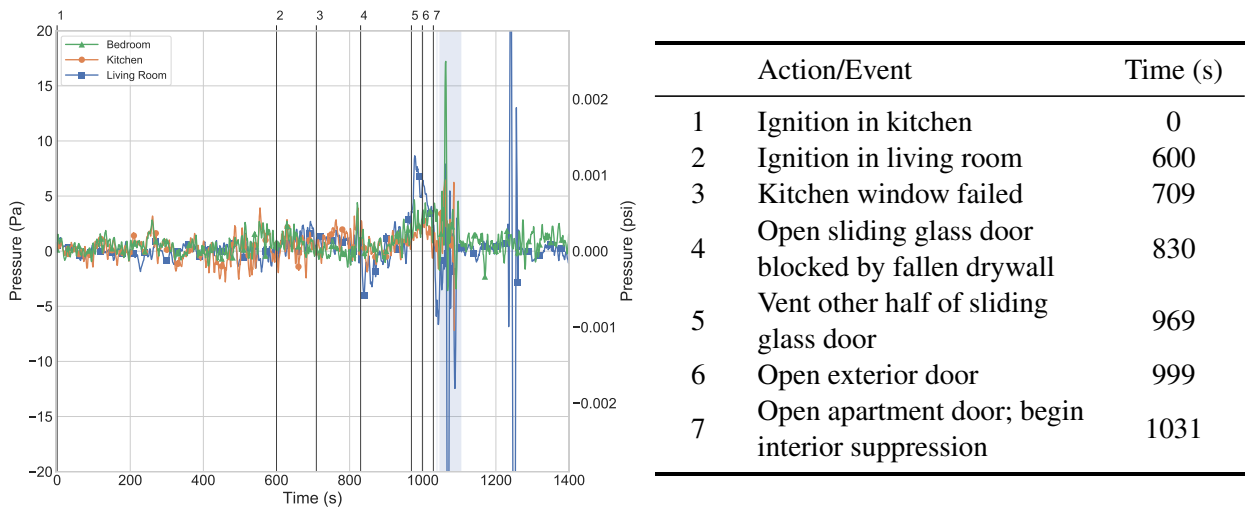 1 2 3 4 5 6 7
20
15
10
5
0
−5
−10
−15
−20
Pressure (Pa)
Bedroom
Kitchen
Living Room
0.002
0.001
0.000
−0.001
−0.002
Pressure (psi)
0 200 400 600 800 1000 1200 1400
Time (s)
Action/Event Time (s)
1 Ignition in kitchen 0
2 Ignition in living room 600
3 Kitchen window failed 709
4 Open sliding glass door
blocked by fallen drywall 830
5 Vent other half of sliding
glass door 969
6 Open exterior door 999
7 Open apartment door; begin
interior suppression 1031